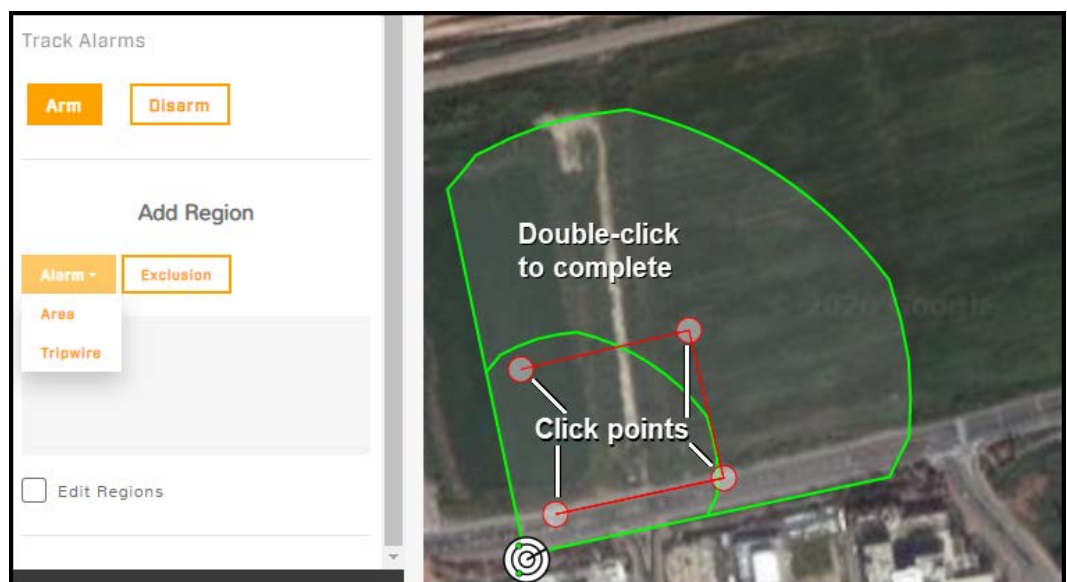 Track Alarms
Arm
Disarm
Add Region
Alarm
Exclusion
Area
Tripwire
Edit Regions
Double-click
to complete
Click points